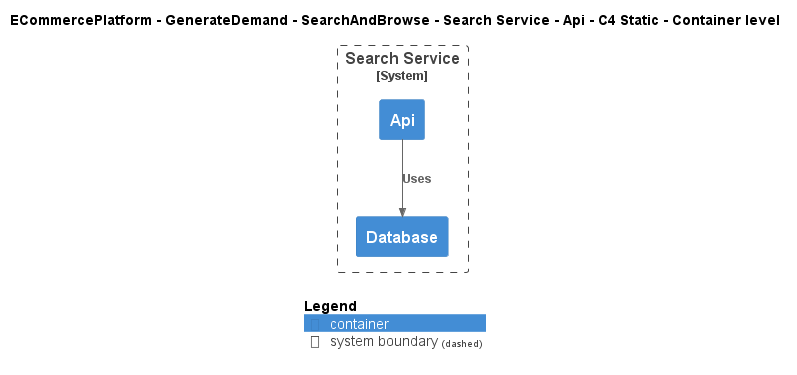 ECommercePlatform - GenerateDemand - SearchAndBrowse - Search Service - Api - C4 Static - Container level
Search Service
[System]
Api
Uses
Database
Legend
container
system boundary (dashed)